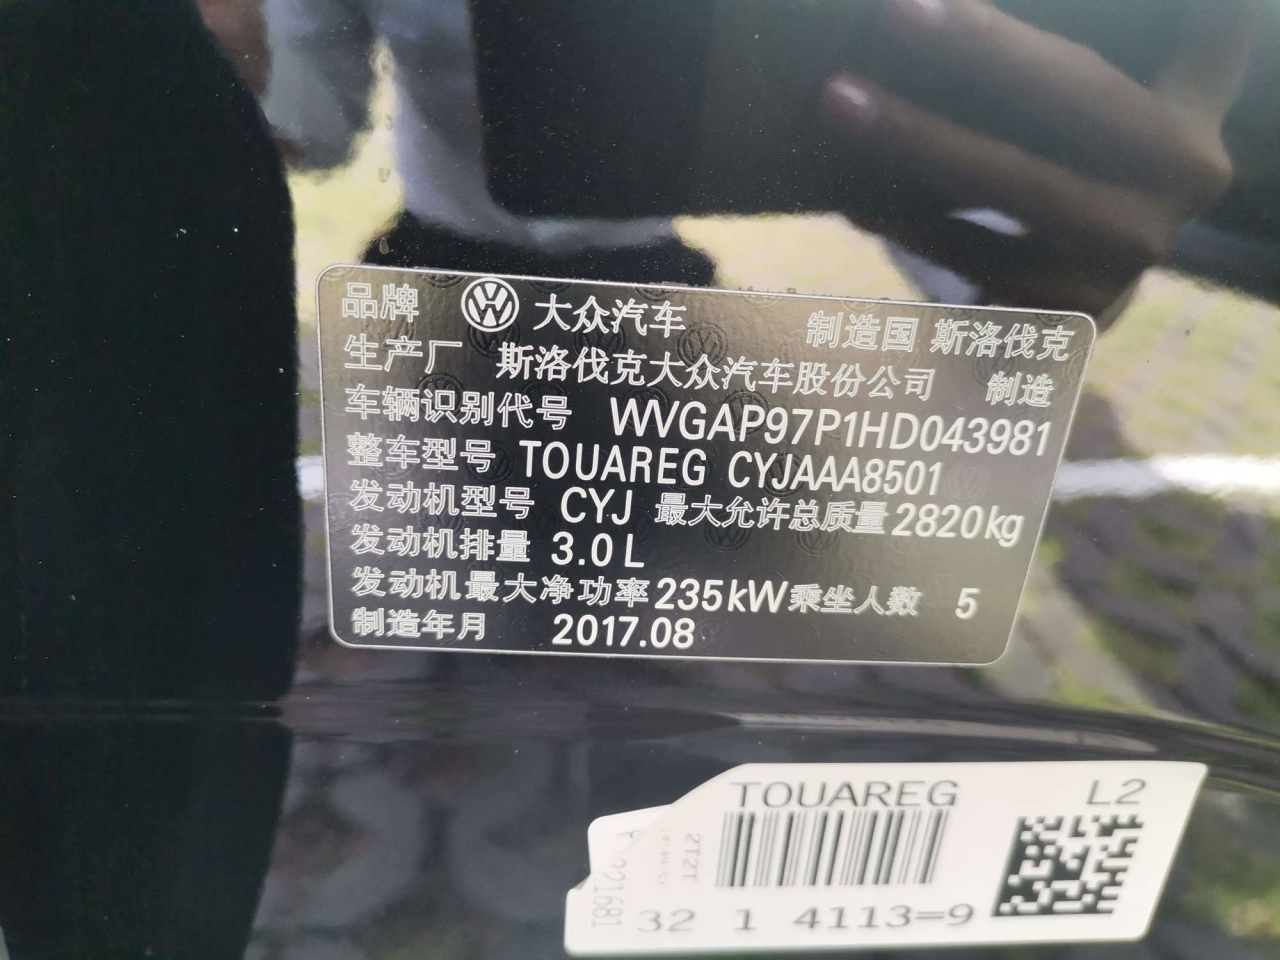 品牌 大众汽车 制造国 斯洛伐克
生产厂 斯洛伐克大众汽车股份公司 制造
车辆识别代号 WVGAP97P1HD043981
整车型号 TOUAREG CYJAAA8501
发动机型号 CYJ 最大允许总质量 2820kg
发动机排量 3.0L
发动机最大净功率 235kW 乘坐人数 5
制造年月 2017.08
TOUAREG L2
2T2T
32 1 4113=9